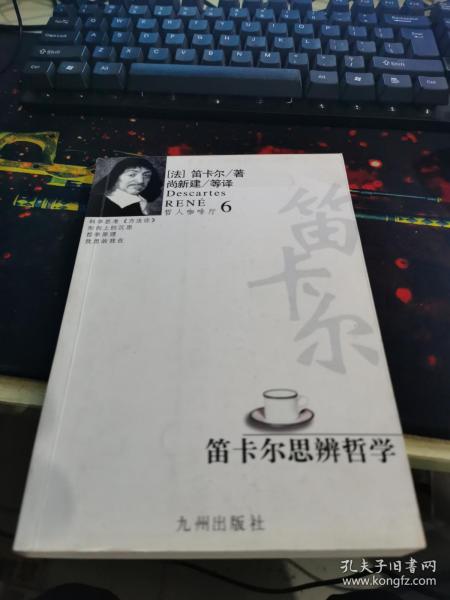 [法] 笛卡尔/著
尚新建/等译
Descartes
RENÉ
哲人咖啡厅 6
科学思考《方法论》
形而上的沉思
哲学原理
我思故我在
笛卡尔
笛卡尔思辨哲学
九州出版社
孔夫子旧书网
www.kongfz.com